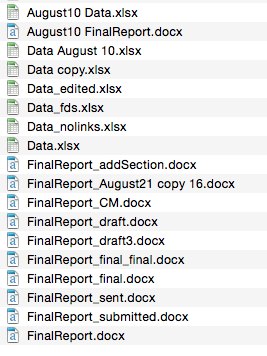 August10 Data.xlsx
August10 FinalReport.docx
Data August 10.xlsx
Data copy.xlsx
Data_edited.xlsx
Data_fds.xlsx
Data_nolinks.xlsx
Data.xlsx
FinalReport_addSection.docx
FinalReport_August21 copy 16.docx
FinalReport_CM.docx
FinalReport_draft.docx
FinalReport_draft3.docx
FinalReport_final_final.docx
FinalReport_final.docx
FinalReport_sent.docx
FinalReport_submitted.docx
FinalReport.docx